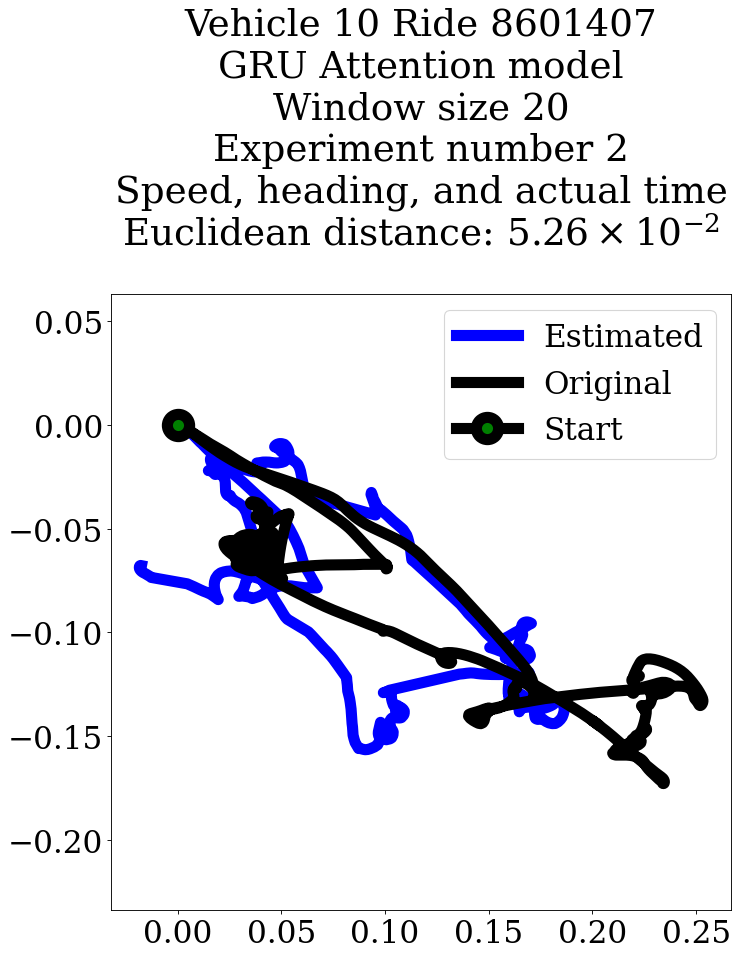 Vehicle 10 Ride 8601407
GRU Attention model
Window size 20
Experiment number 2
Speed, heading, and actual time
Euclidean distance: 5.26 × 10⁻²
Estimated
Original
Start
0.05
0.00
−0.05
−0.10
−0.15
−0.20
0.00 0.05 0.10 0.15 0.20 0.25